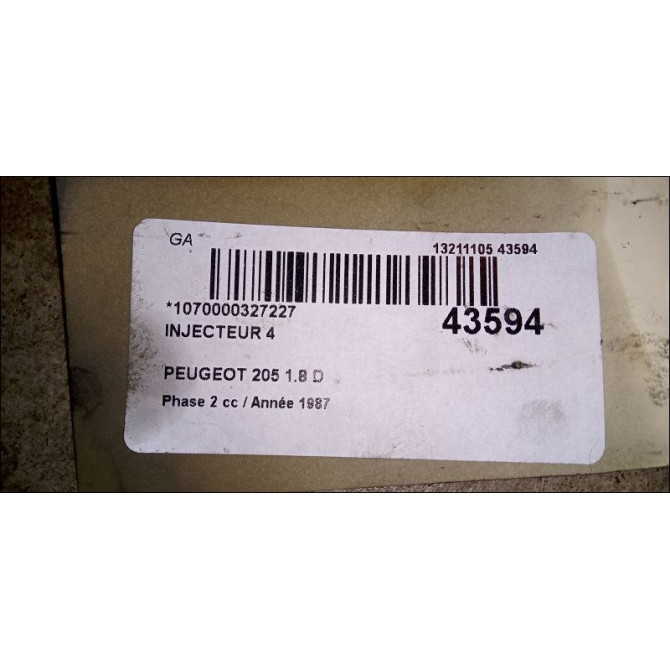 GA
13211105 43594
*1070000327227
43594
INJECTEUR 4
PEUGEOT 205 1.8 D
Phase 2 cc / Année 1987